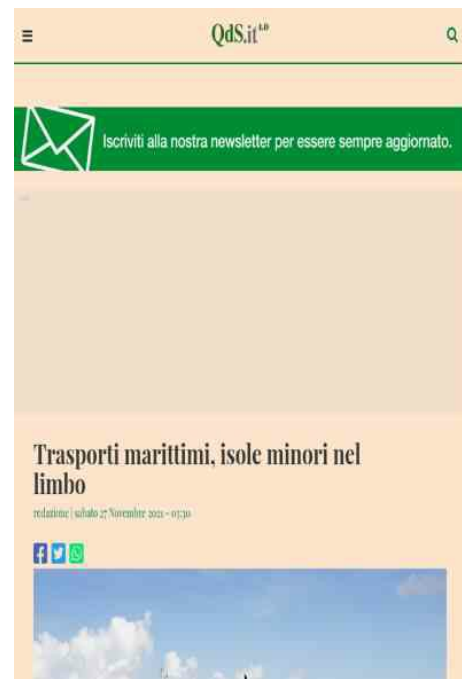 QdS.it
Iscriviti alla nostra newsletter per essere sempre aggiornato.
Trasporti marittimi, isole minori nel
limbo
redazione | sabato 27 Novembre 2021 - 03:30